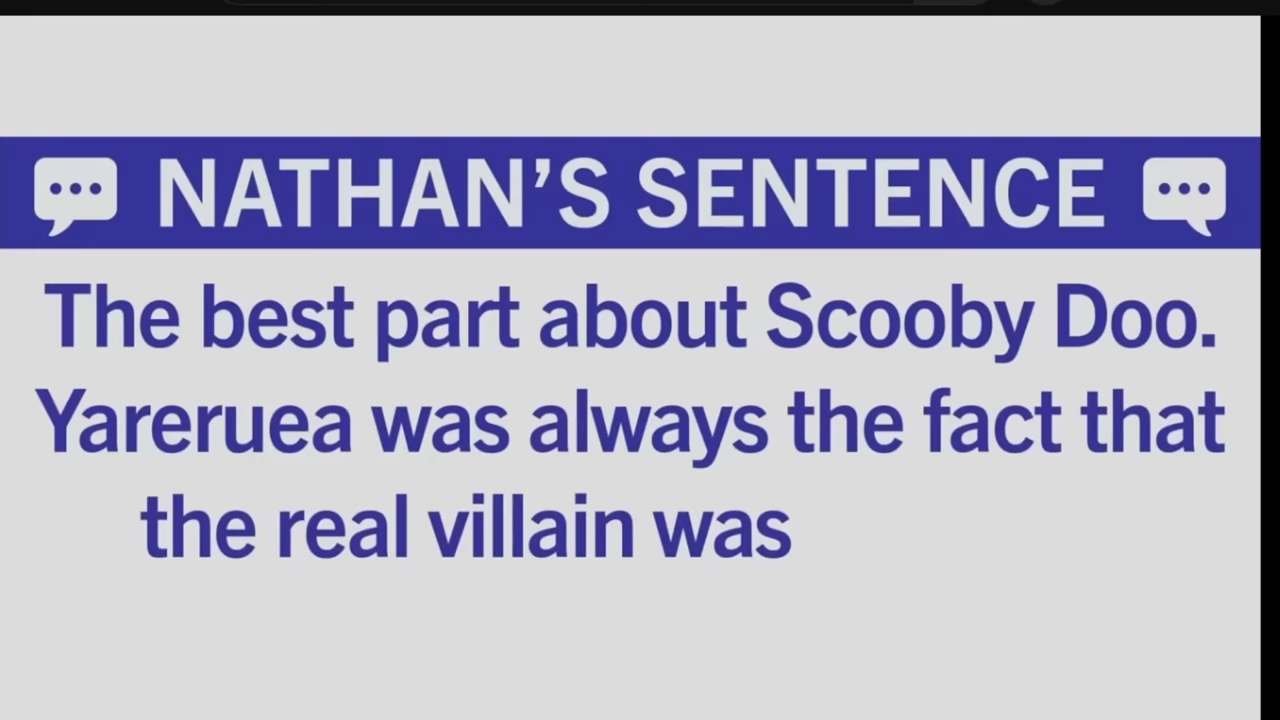 NATHAN’S SENTENCE
The best part about Scooby Doo.
Yareruea was always the fact that
the real villain was